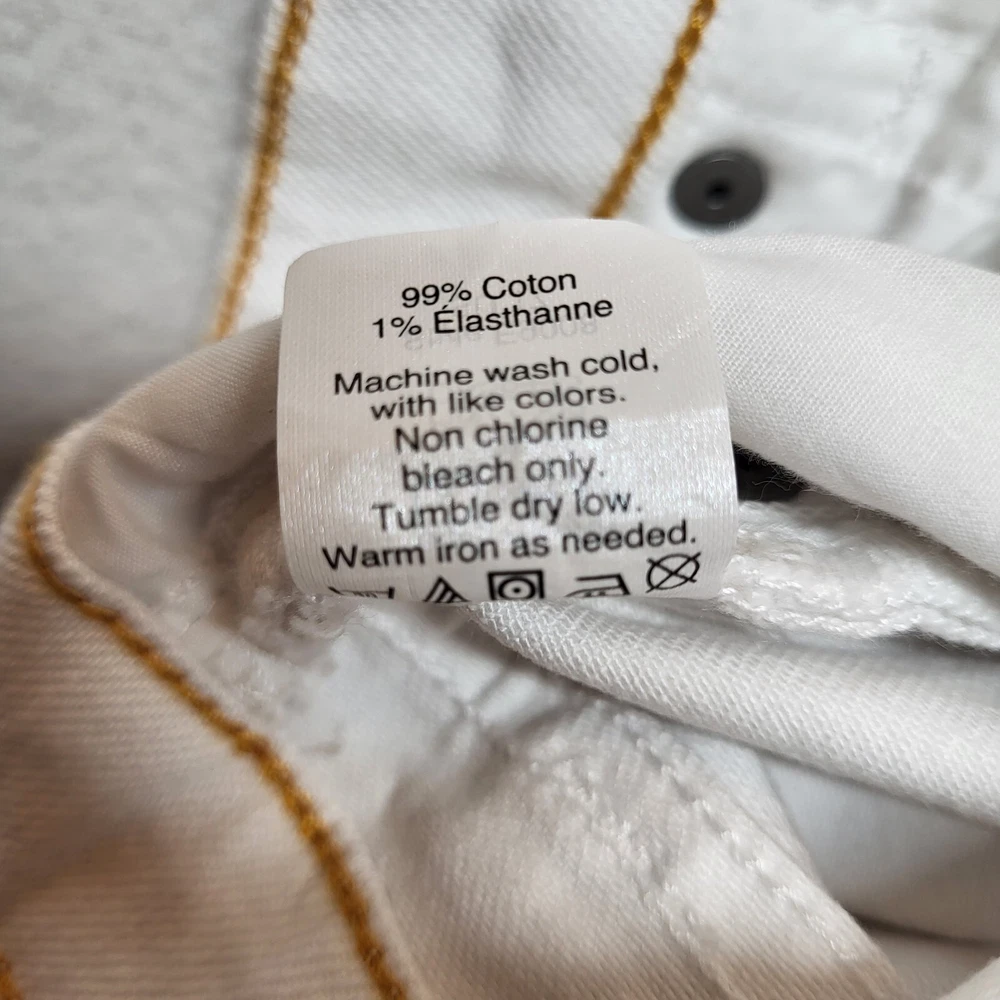 99% Coton
1% Élasthanne
Machine wash cold,
with like colors.
Non chlorine
bleach only.
Tumble dry low.
Warm iron as needed.